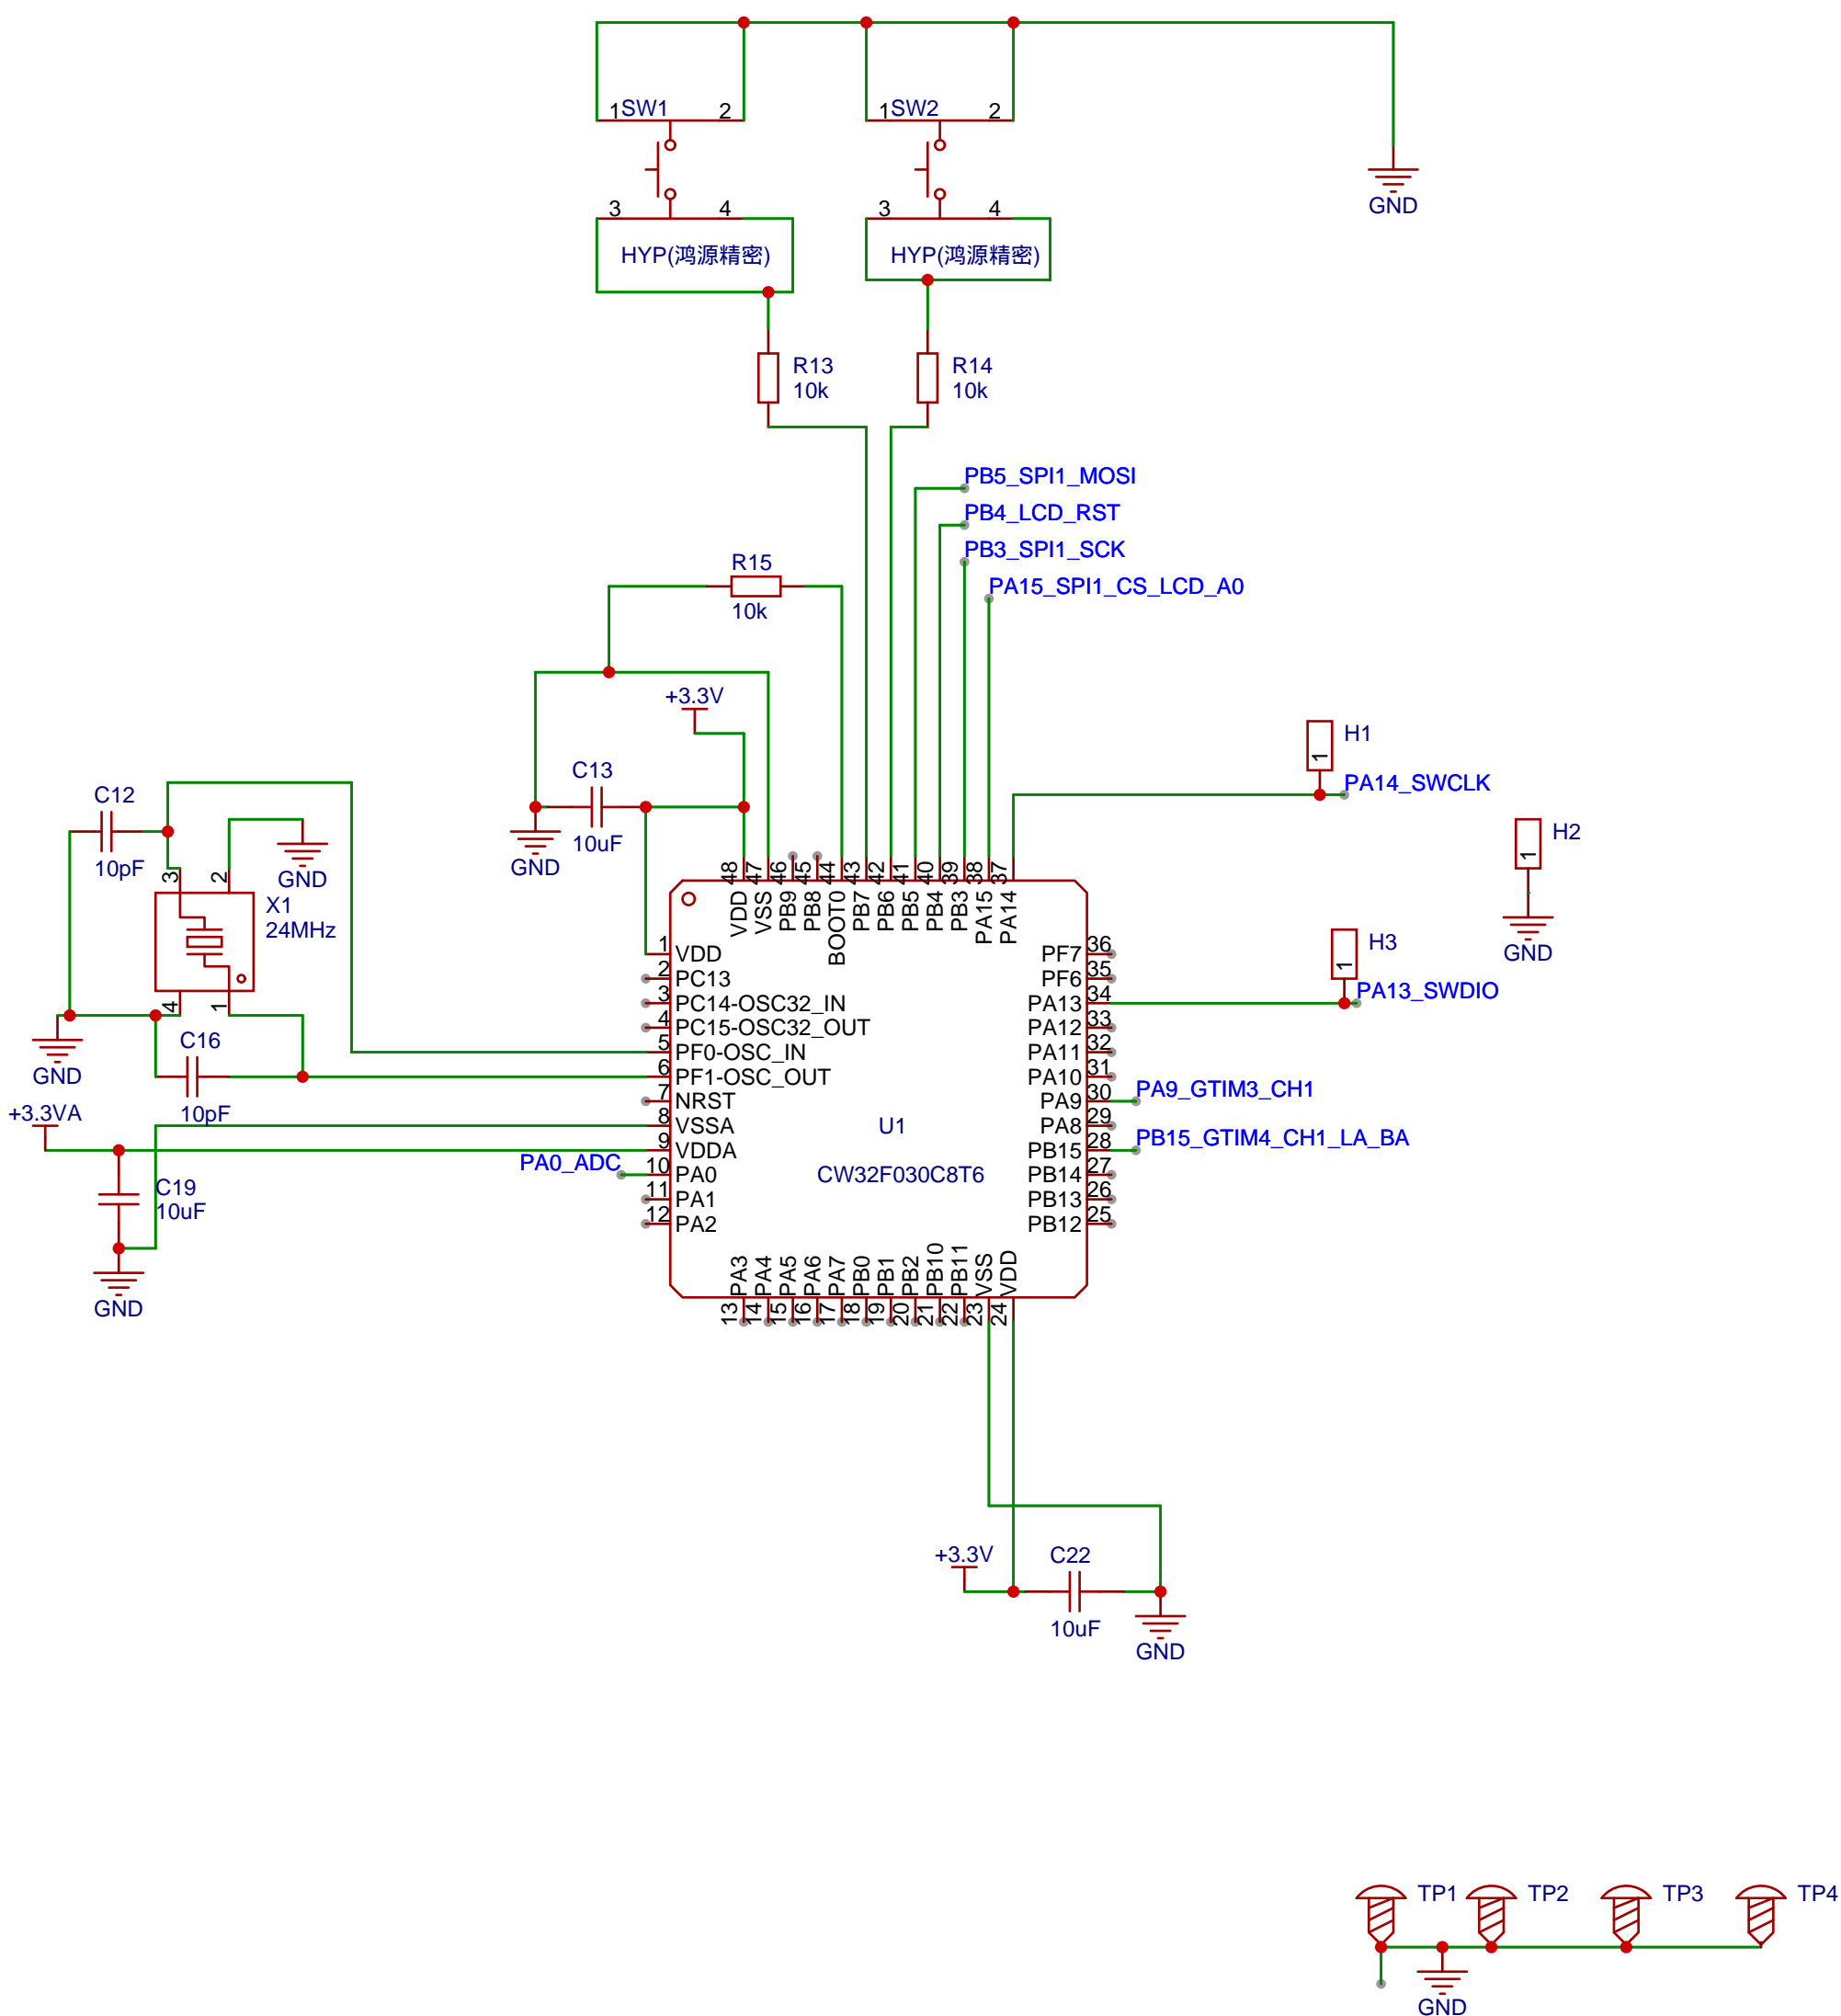 1
SW1
2
1
SW2
2
3
4
3
4
GND
HYP(鸿源精密)
HYP(鸿源精密)
R13
10k
R14
10k
PB5_SPI1_MOSI
PB4_LCD_RST
PB3_SPI1_SCK
PA15_SPI1_CS_LCD_A0
R15
10k
+3.3V
C13
10uF
GND
H1
1
PA14_SWCLK
H2
1
GND
H3
1
PA13_SWDIO
C12
10pF
GND
3
2
X1
24MHz
4
1
C16
10pF
GND
+3.3VA
C19
10uF
GND
PA0_ADC
48
47
46
45
44
43
42
41
40
39
38
37
VDD
VSS
PB9
PB8
BOOT0
PB7
PB6
PB5
PB4
PB3
PA15
PA14
1 VDD
2 PC13
3 PC14-OSC32_IN
4 PC15-OSC32_OUT
5 PF0-OSC_IN
6 PF1-OSC_OUT
7 NRST
8 VSSA
9 VDDA
10 PA0
11 PA1
12 PA2
U1
CW32F030C8T6
PF7 36
PF6 35
PA13 34
PA12 33
PA11 32
PA10 31
PA9 30
PA8 29
PB15 28
PB14 27
PB13 26
PB12 25
PA9_GTIM3_CH1
PB15_GTIM4_CH1_LA_BA
PA3
PA4
PA5
PA6
PA7
PB0
PB1
PB2
PB10
PB11
VSS
VDD
13
14
15
16
17
18
19
20
21
22
23
24
+3.3V
C22
10uF
GND
TP1
TP2
TP3
TP4
GND